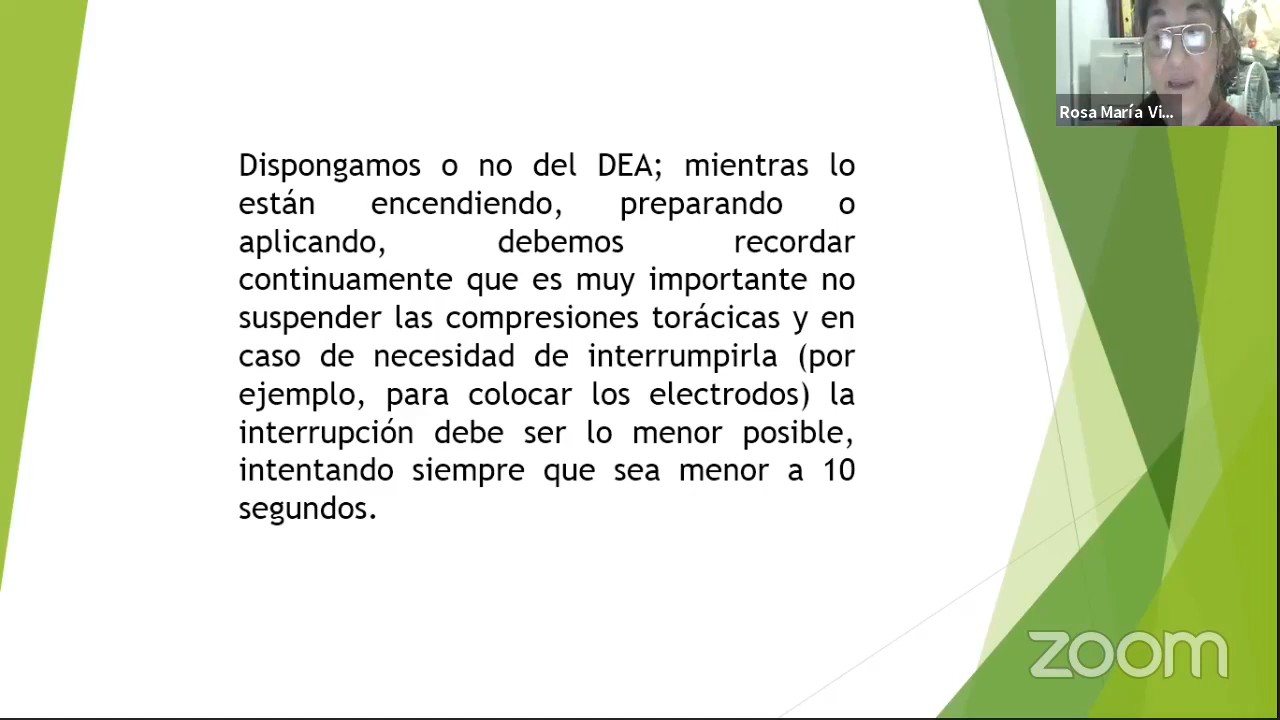 Rosa María Vi...
Dispongamos o no del DEA; mientras lo
están encendiendo, preparando o
aplicando, debemos recordar
continuamente que es muy importante no
suspender las compresiones torácicas y en
caso de necesidad de interrumpirla (por
ejemplo, para colocar los electrodos) la
interrupción debe ser lo menor posible,
intentando siempre que sea menor a 10
segundos.
zoom